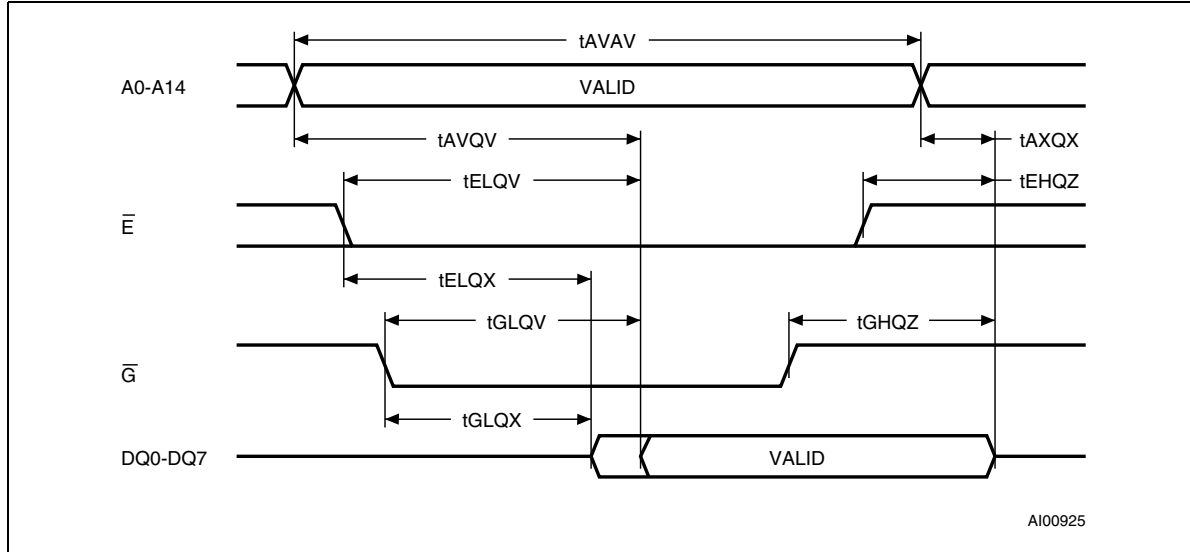 tAVAV
A0-A14
VALID
tAVQV
tAXQX
tELQV
tEHQZ
E̅
tELQX
tGLQV
tGHQZ
G̅
tGLQX
DQ0-DQ7
VALID
AI00925